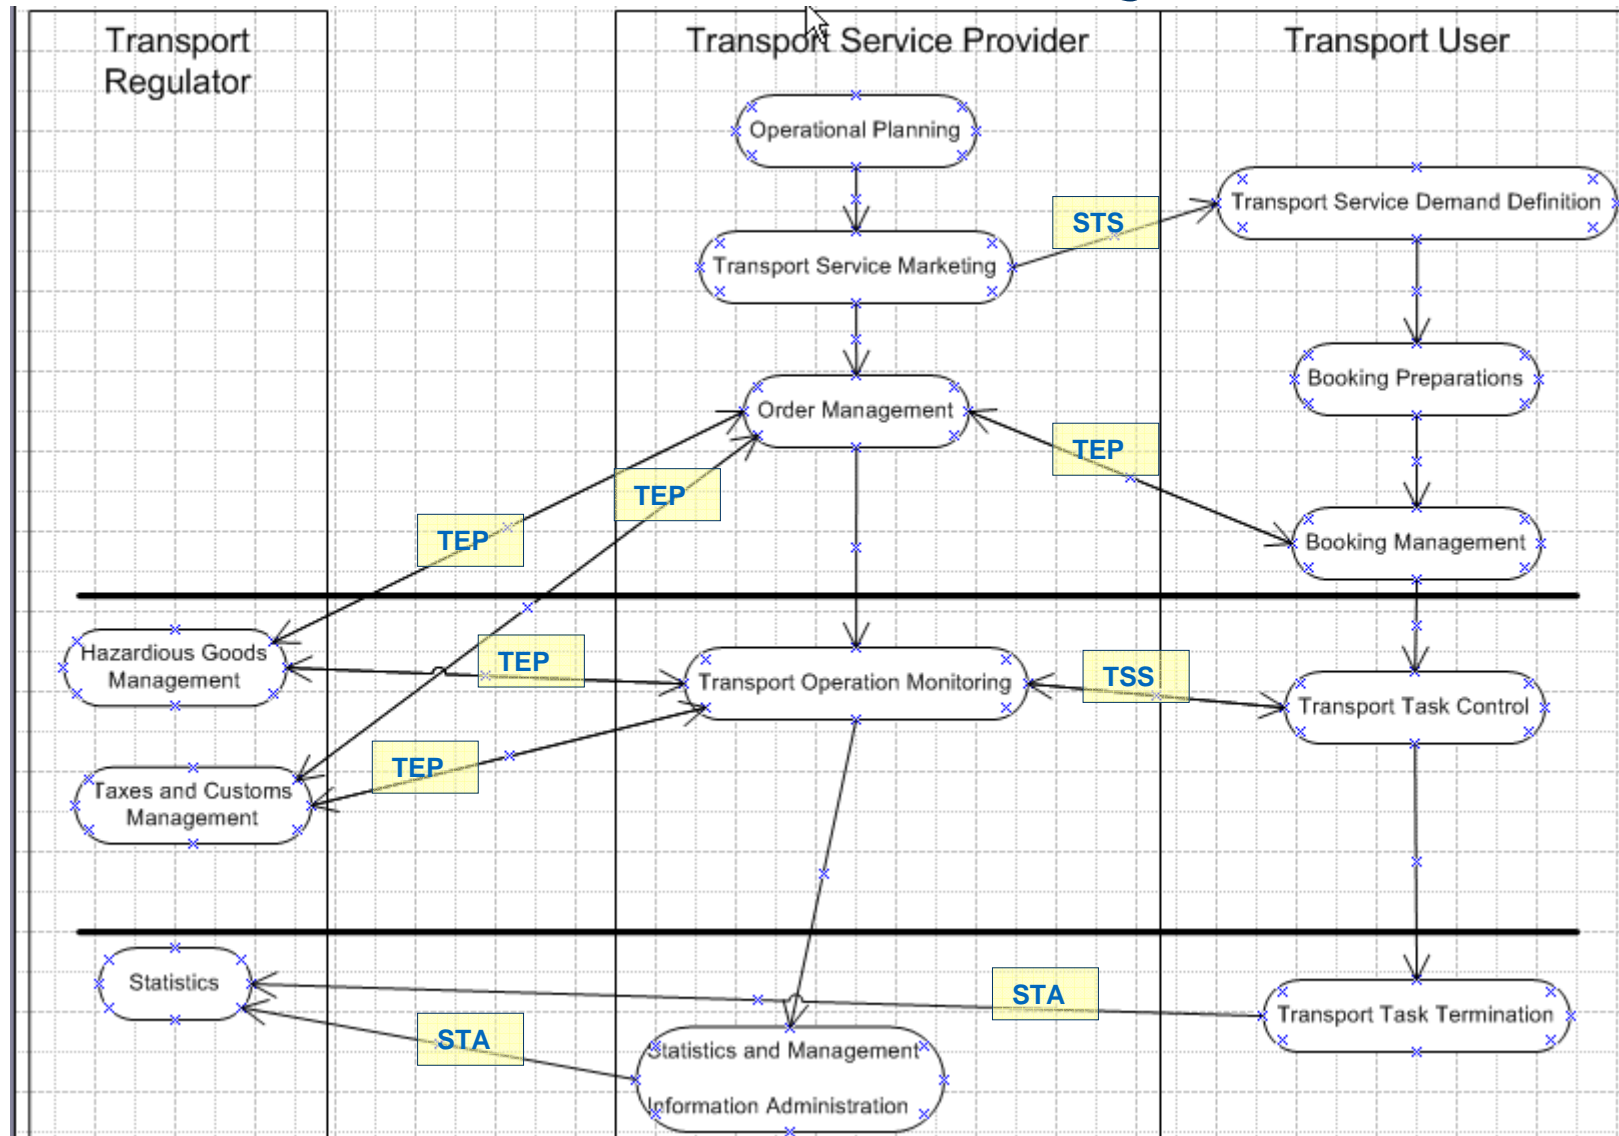 Transport
Regulator
Transport Service Provider
Transport User
Operational Planning
Transport Service Demand Definition
STS
Transport Service Marketing
Booking Preparations
Order Management
TEP
TEP
TEP
Booking Management
Hazardious Goods
Management
TEP
Transport Operation Monitoring
TSS
Transport Task Control
TEP
Taxes and Customs
Management
Statistics
STA
Transport Task Termination
STA
Statistics and Management
Information Administration